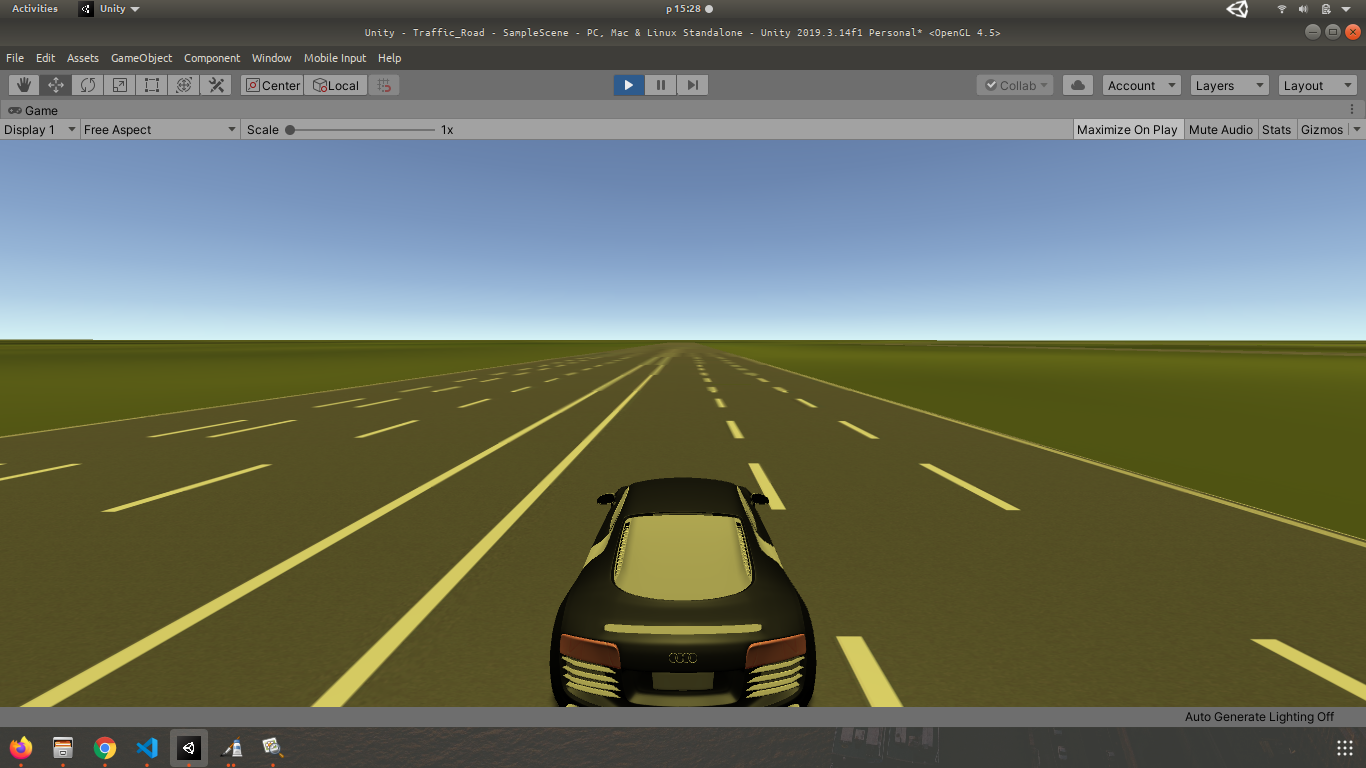 Activities Unity р 15:28
Unity - Traffic_Road - SampleScene - PC, Mac & Linux Standalone - Unity 2019.3.14f1 Personal* <OpenGL 4.5>
File Edit Assets GameObject Component Window Mobile Input Help
Center Local Collab Account Layers Layout
Game
Display 1 Free Aspect Scale 1x Maximize On Play Mute Audio Stats Gizmos
Auto Generate Lighting Off